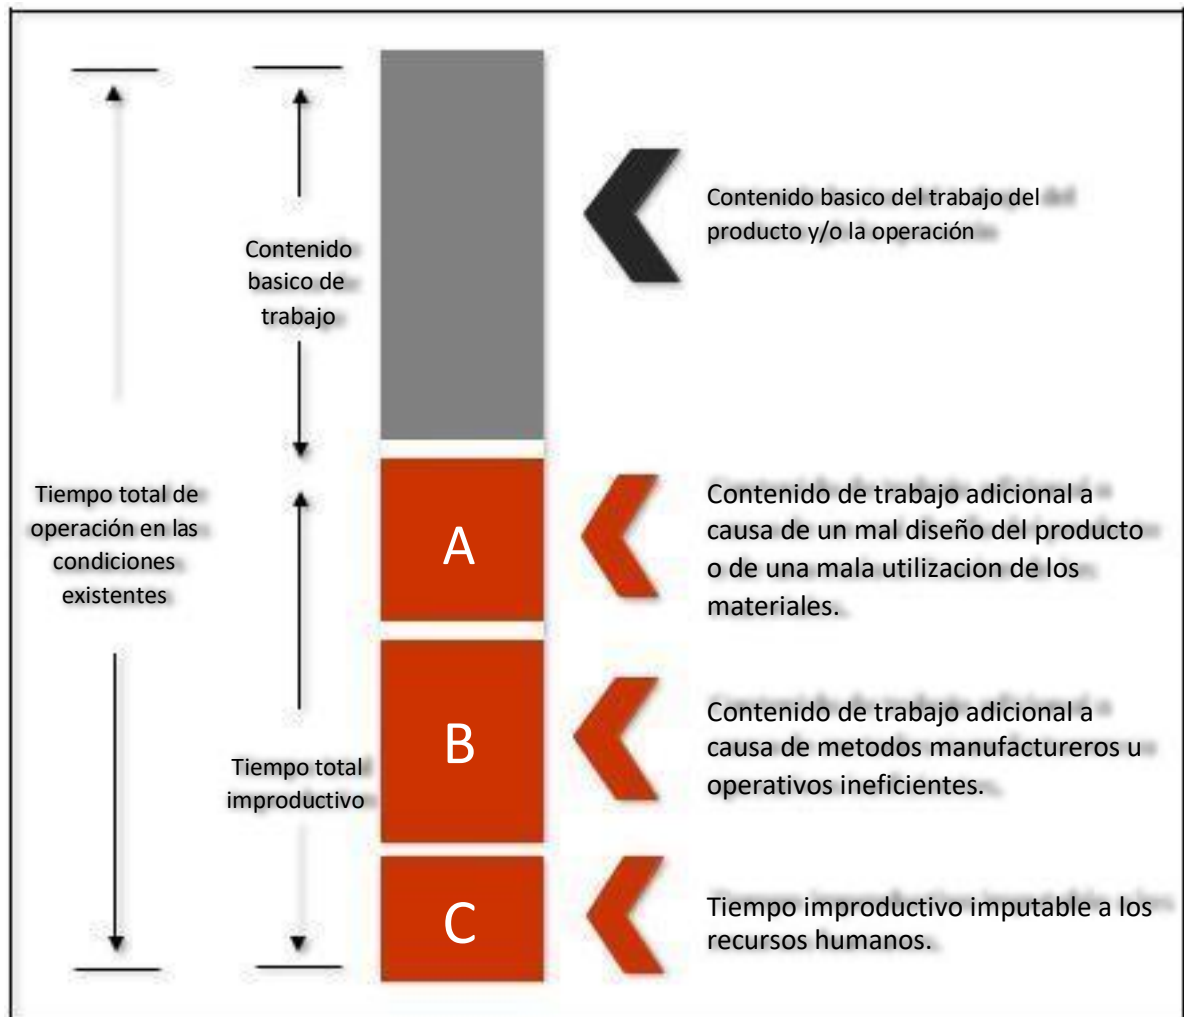 Contenido basico del trabajo del
producto y/o la operación
Contenido
basico de
trabajo
Tiempo total de
operación en las
condiciones
existentes
A
Contenido de trabajo adicional a
causa de un mal diseño del producto
o de una mala utilizacion de los
materiales.
B
Contenido de trabajo adicional a
causa de metodos manufactureros u
operativos ineficientes.
Tiempo total
improductivo
C
Tiempo improductivo imputable a los
recursos humanos.